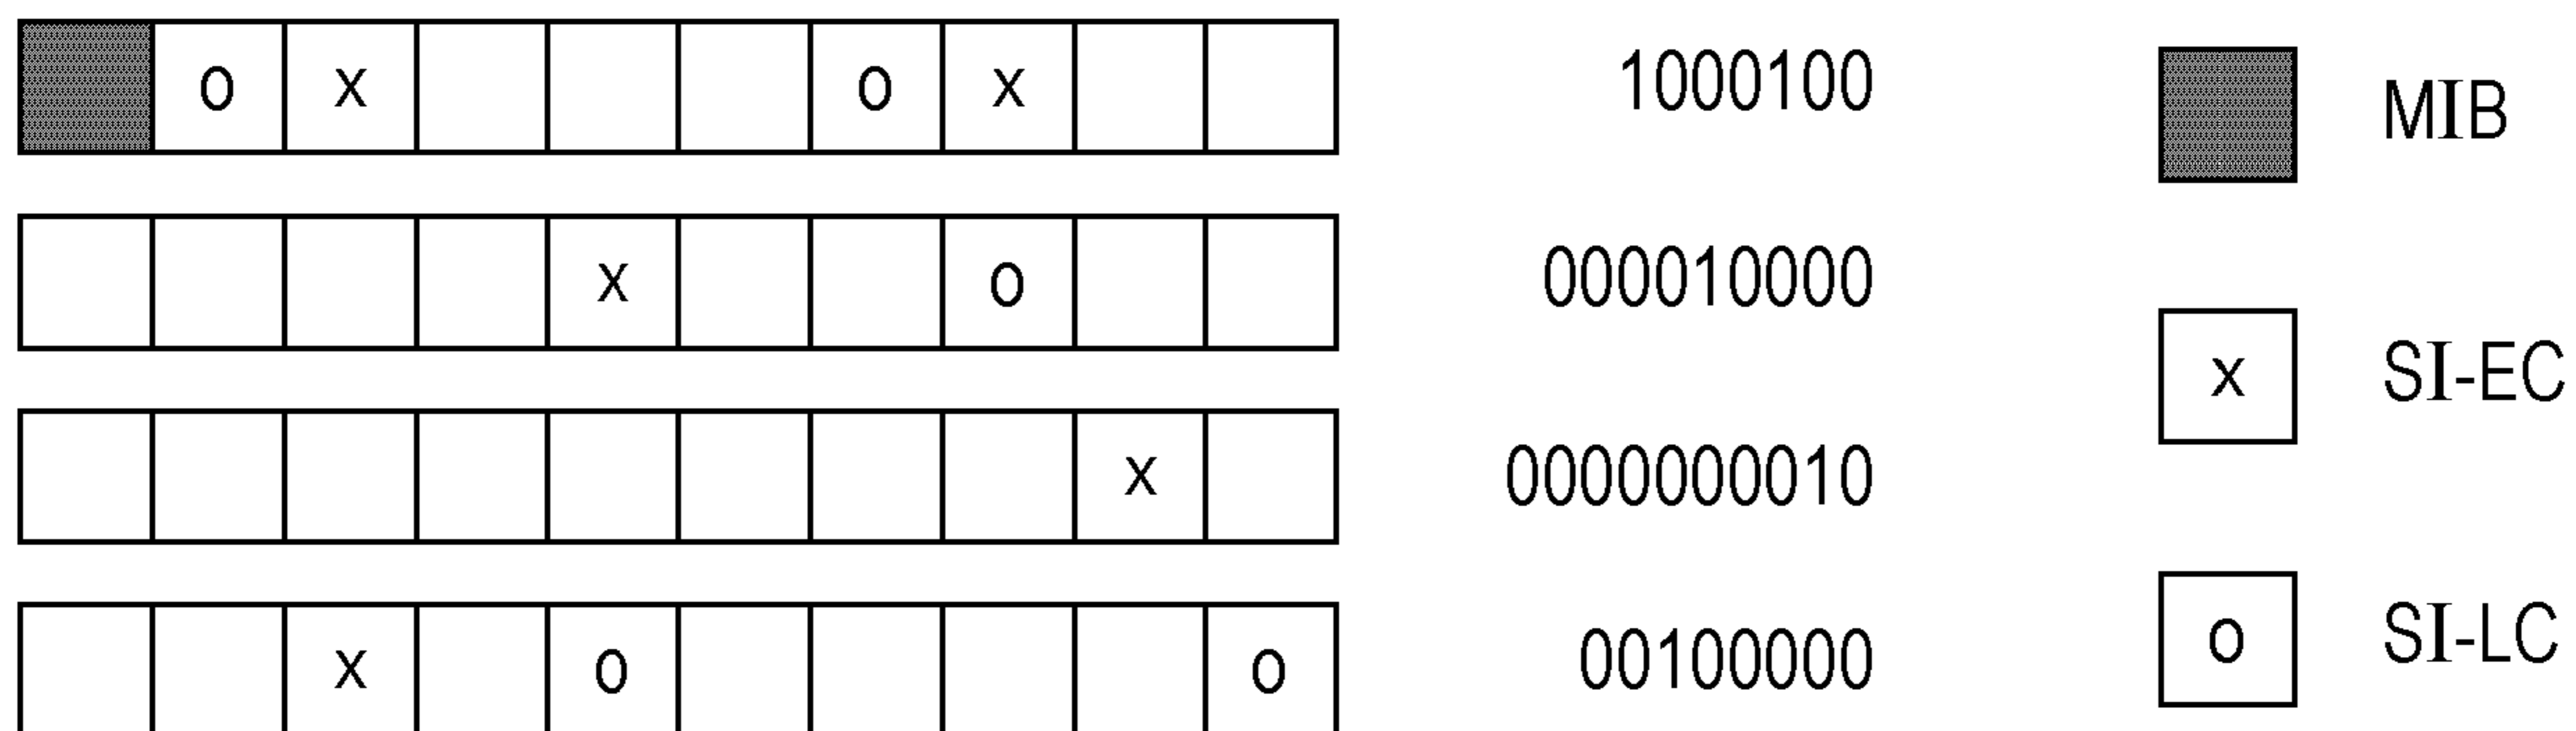 O X O X 1000100 MIB
X O 000010000
X SI-EC
X 0000000010
X O O 00100000 O SI-LC